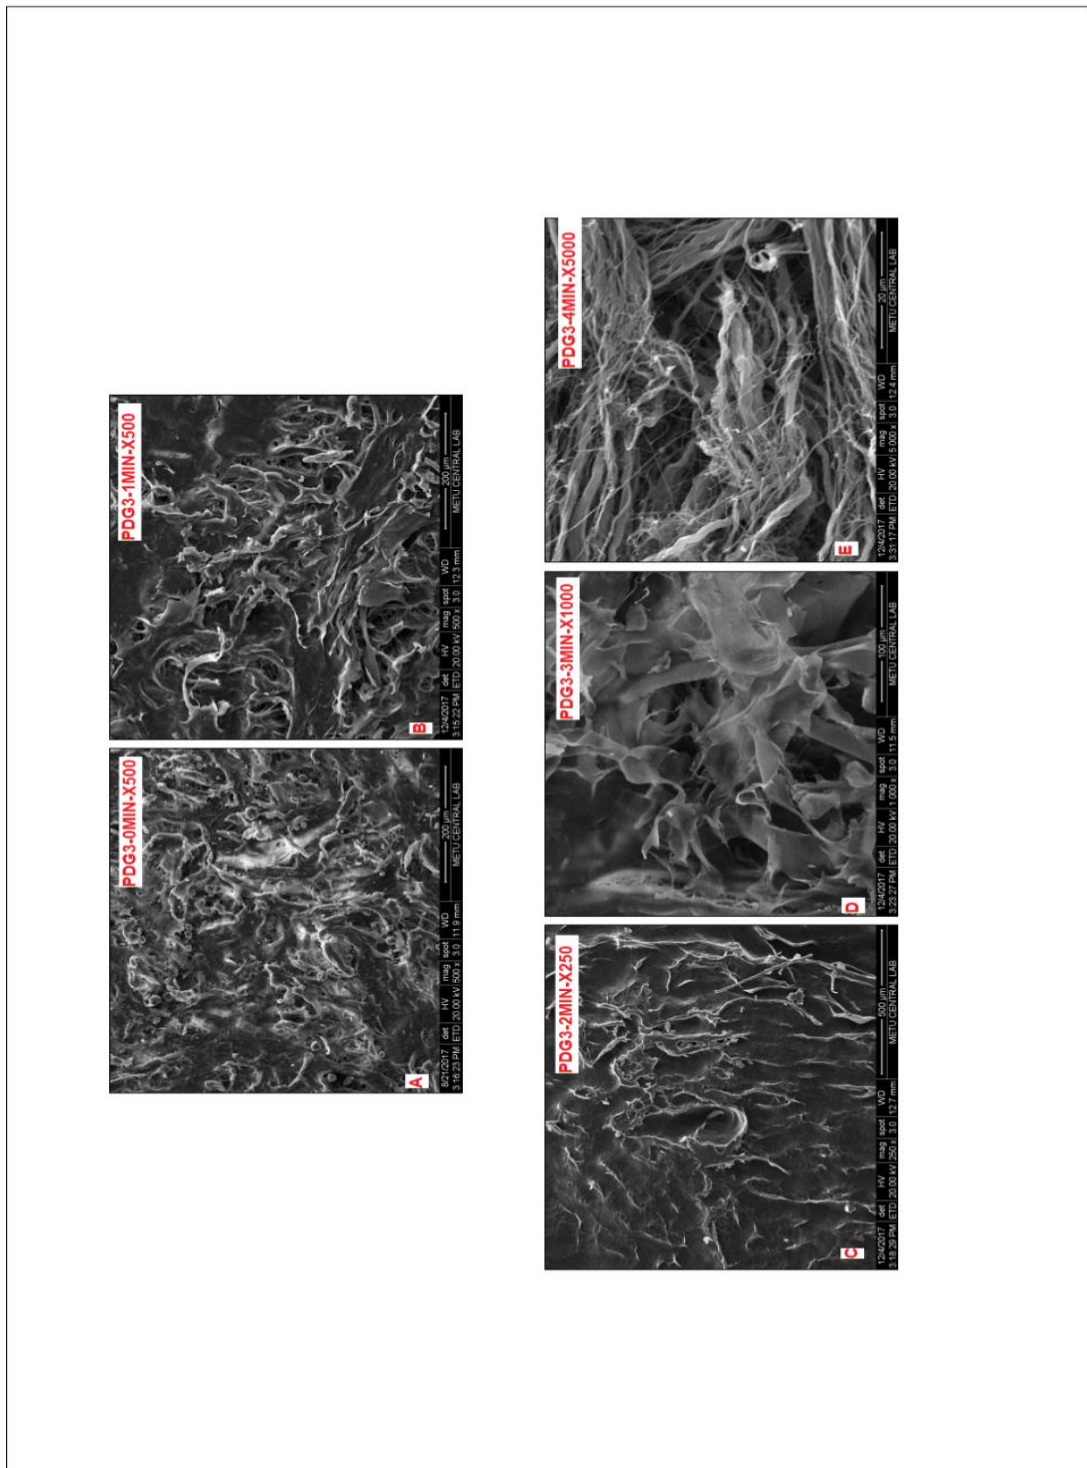 PDG3-0MIN-X500
A
8/21/2017 det HV mag spot WD 200 µm
3:16:23 PM ETD 20.00 kV 500 x 3.0 11.9 mm METU CENTRAL LAB
PDG3-1MIN-X500
B
12/4/2017 det HV mag spot WD 200 µm
3:15:22 PM ETD 20.00 kV 500 x 3.0 12.3 mm METU CENTRAL LAB
PDG3-2MIN-X250
C
12/4/2017 det HV mag spot WD 500 µm
3:18:29 PM ETD 20.00 kV 250 x 3.0 12.7 mm METU CENTRAL LAB
PDG3-3MIN-X1000
D
12/4/2017 det HV mag spot WD 100 µm
3:23:27 PM ETD 20.00 kV 1 000 x 3.0 11.5 mm METU CENTRAL LAB
PDG3-4MIN-X5000
E
12/4/2017 det HV mag spot WD 20 µm
3:31:17 PM ETD 20.00 kV 5 000 x 3.0 12.4 mm METU CENTRAL LAB